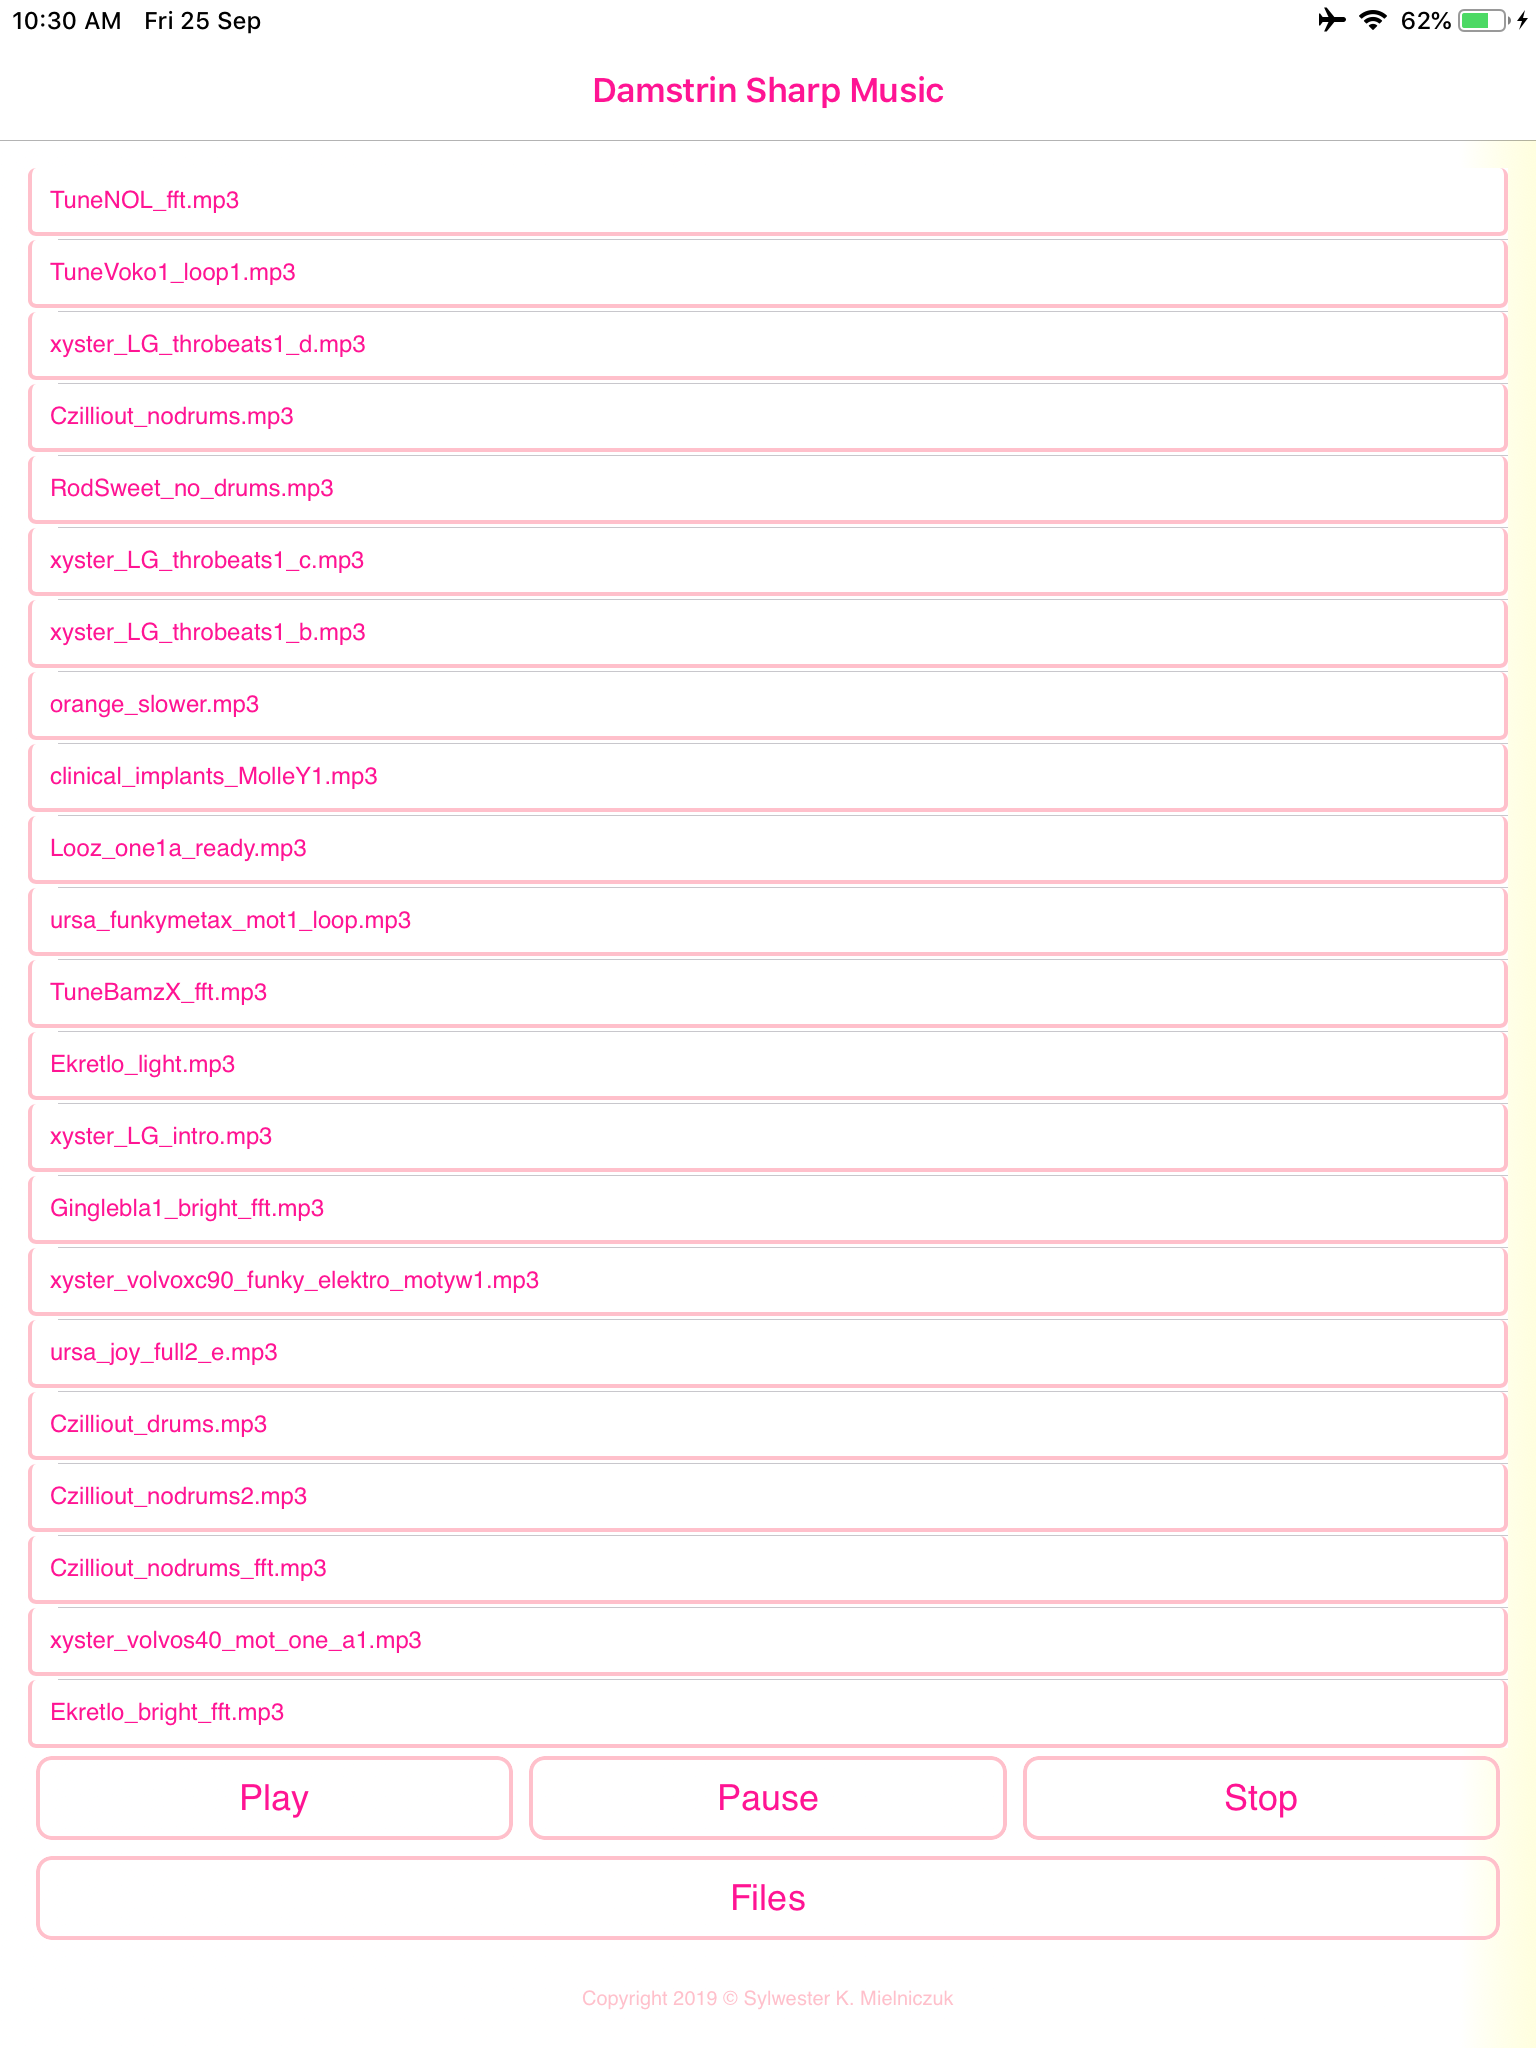 10:30 AM Fri 25 Sep 62%
Damstrin Sharp Music
TuneNOL_fft.mp3
TuneVoko1_loop1.mp3
xyster_LG_throbeats1_d.mp3
Czilliout_nodrums.mp3
RodSweet_no_drums.mp3
xyster_LG_throbeats1_c.mp3
xyster_LG_throbeats1_b.mp3
orange_slower.mp3
clinical_implants_MolleY1.mp3
Looz_one1a_ready.mp3
ursa_funkymetax_mot1_loop.mp3
TuneBamzX_fft.mp3
Ekretlo_light.mp3
xyster_LG_intro.mp3
Ginglebla1_bright_fft.mp3
xyster_volvoxc90_funky_elektro_motyw1.mp3
ursa_joy_full2_e.mp3
Czilliout_drums.mp3
Czilliout_nodrums2.mp3
Czilliout_nodrums_fft.mp3
xyster_volvos40_mot_one_a1.mp3
Ekretlo_bright_fft.mp3
Play Pause Stop
Files
Copyright 2019 © Sylwester K. Mielniczuk